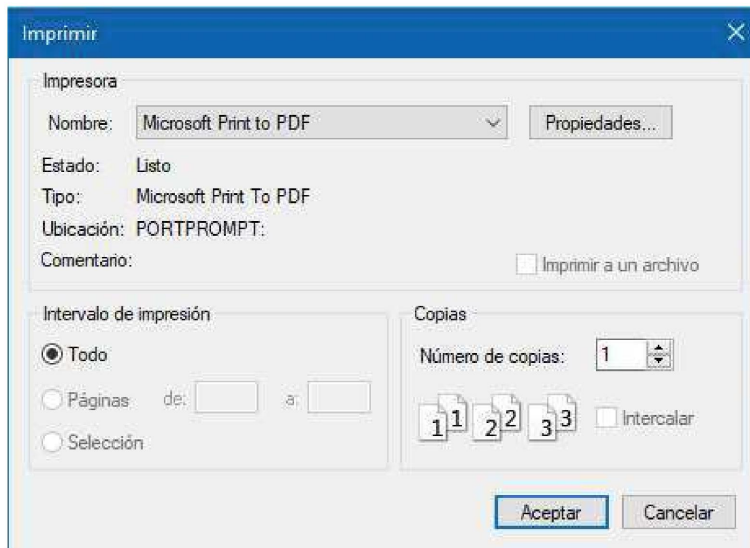 Imprimir
Impresora
Nombre: Microsoft Print to PDF Propiedades...
Estado: Listo
Tipo: Microsoft Print To PDF
Ubicación: PORTPROMPT:
Comentario: Imprimir a un archivo
Intervalo de impresión
Todo
Páginas de: a:
Selección
Copias
Número de copias: 1
1 1 2 2 3 3 Intercalar
Aceptar Cancelar